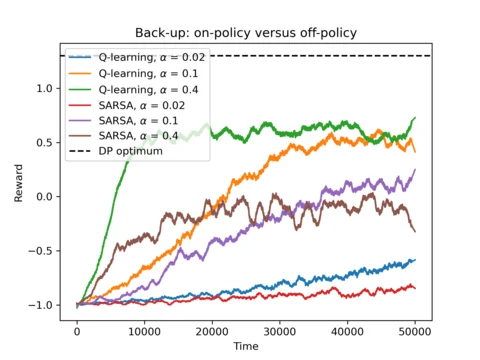 Back-up: on-policy versus off-policy
Q-learning, α = 0.02
Q-learning, α = 0.1
Q-learning, α = 0.4
SARSA, α = 0.02
SARSA, α = 0.1
SARSA, α = 0.4
DP optimum
Reward
1.0
0.5
0.0
−0.5
−1.0
0 10000 20000 30000 40000 50000
Time